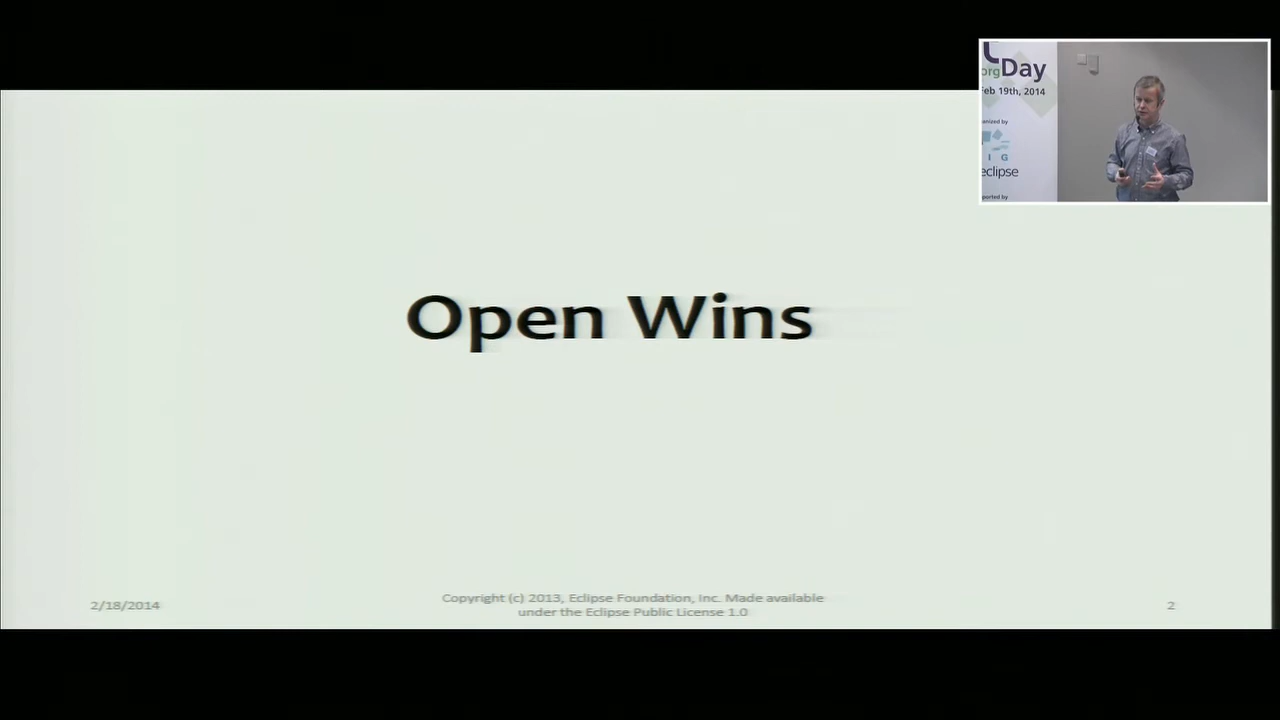 Open Wins
2/18/2014
Copyright (c) 2013, Eclipse Foundation, Inc. Made available
under the Eclipse Public License 1.0
2
org Day
Feb 19th, 2014
I G
eclipse